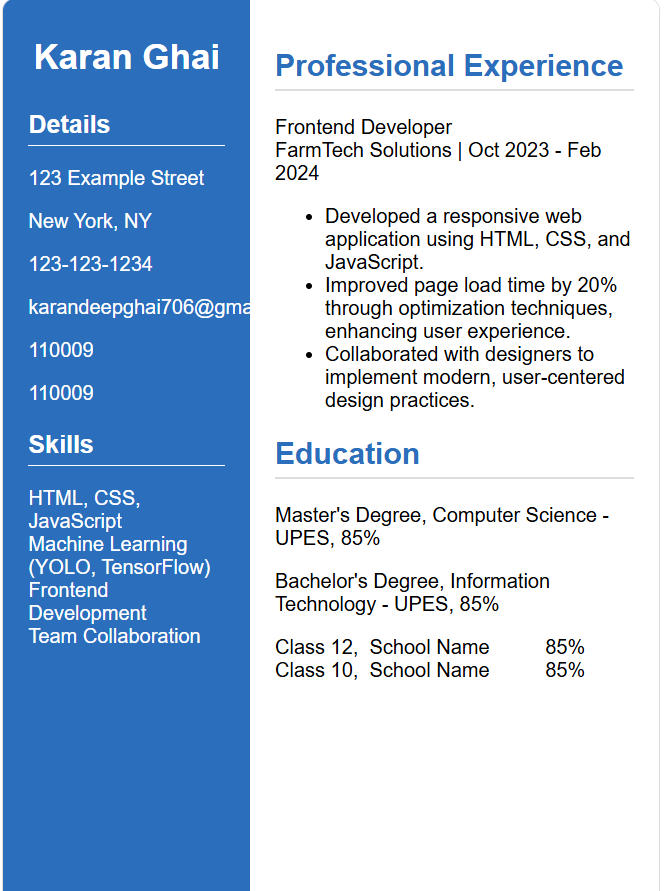 Karan Ghai
Details
123 Example Street
New York, NY
123-123-1234
karandeepghai706@gma
110009
110009
Skills
HTML, CSS,
JavaScript
Machine Learning
(YOLO, TensorFlow)
Frontend
Development
Team Collaboration
Professional Experience
Frontend Developer
FarmTech Solutions | Oct 2023 - Feb
2024
• Developed a responsive web
application using HTML, CSS, and
JavaScript.
• Improved page load time by 20%
through optimization techniques,
enhancing user experience.
• Collaborated with designers to
implement modern, user-centered
design practices.
Education
Master's Degree, Computer Science -
UPES, 85%
Bachelor's Degree, Information
Technology - UPES, 85%
Class 12,  School Name 85%
Class 10,  School Name 85%